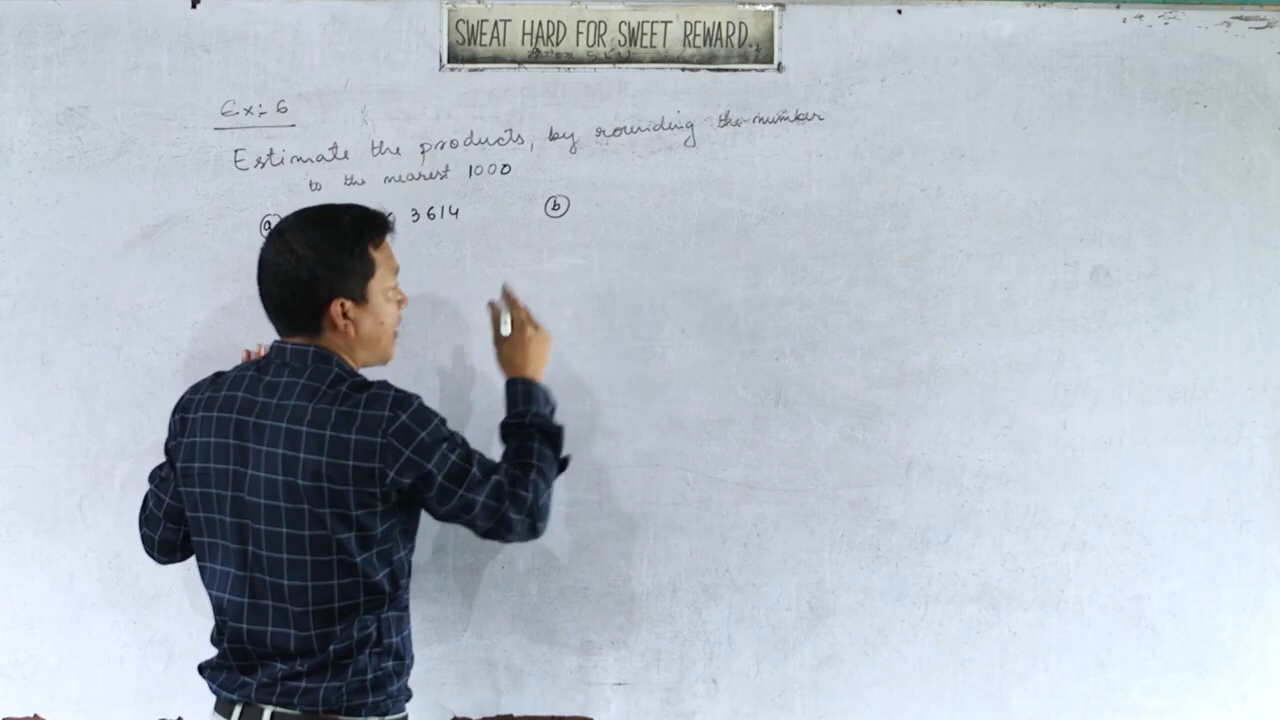 SWEAT HARD FOR SWEET REWARD.
Ex:- 6
Estimate the products, by rounding the number
to the nearest 1000
(a) 3614 (b)